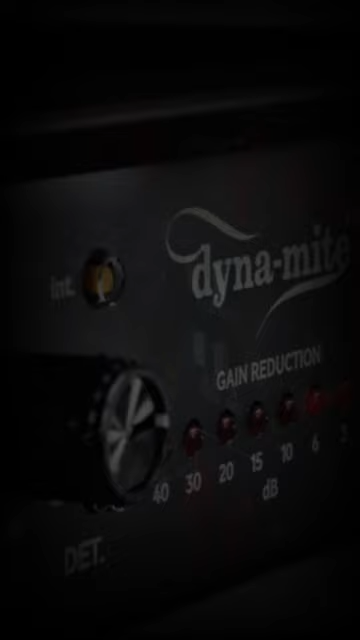 dyna-mite
Int.
GAIN REDUCTION
40 30 20 15 10 6
dB
DET.